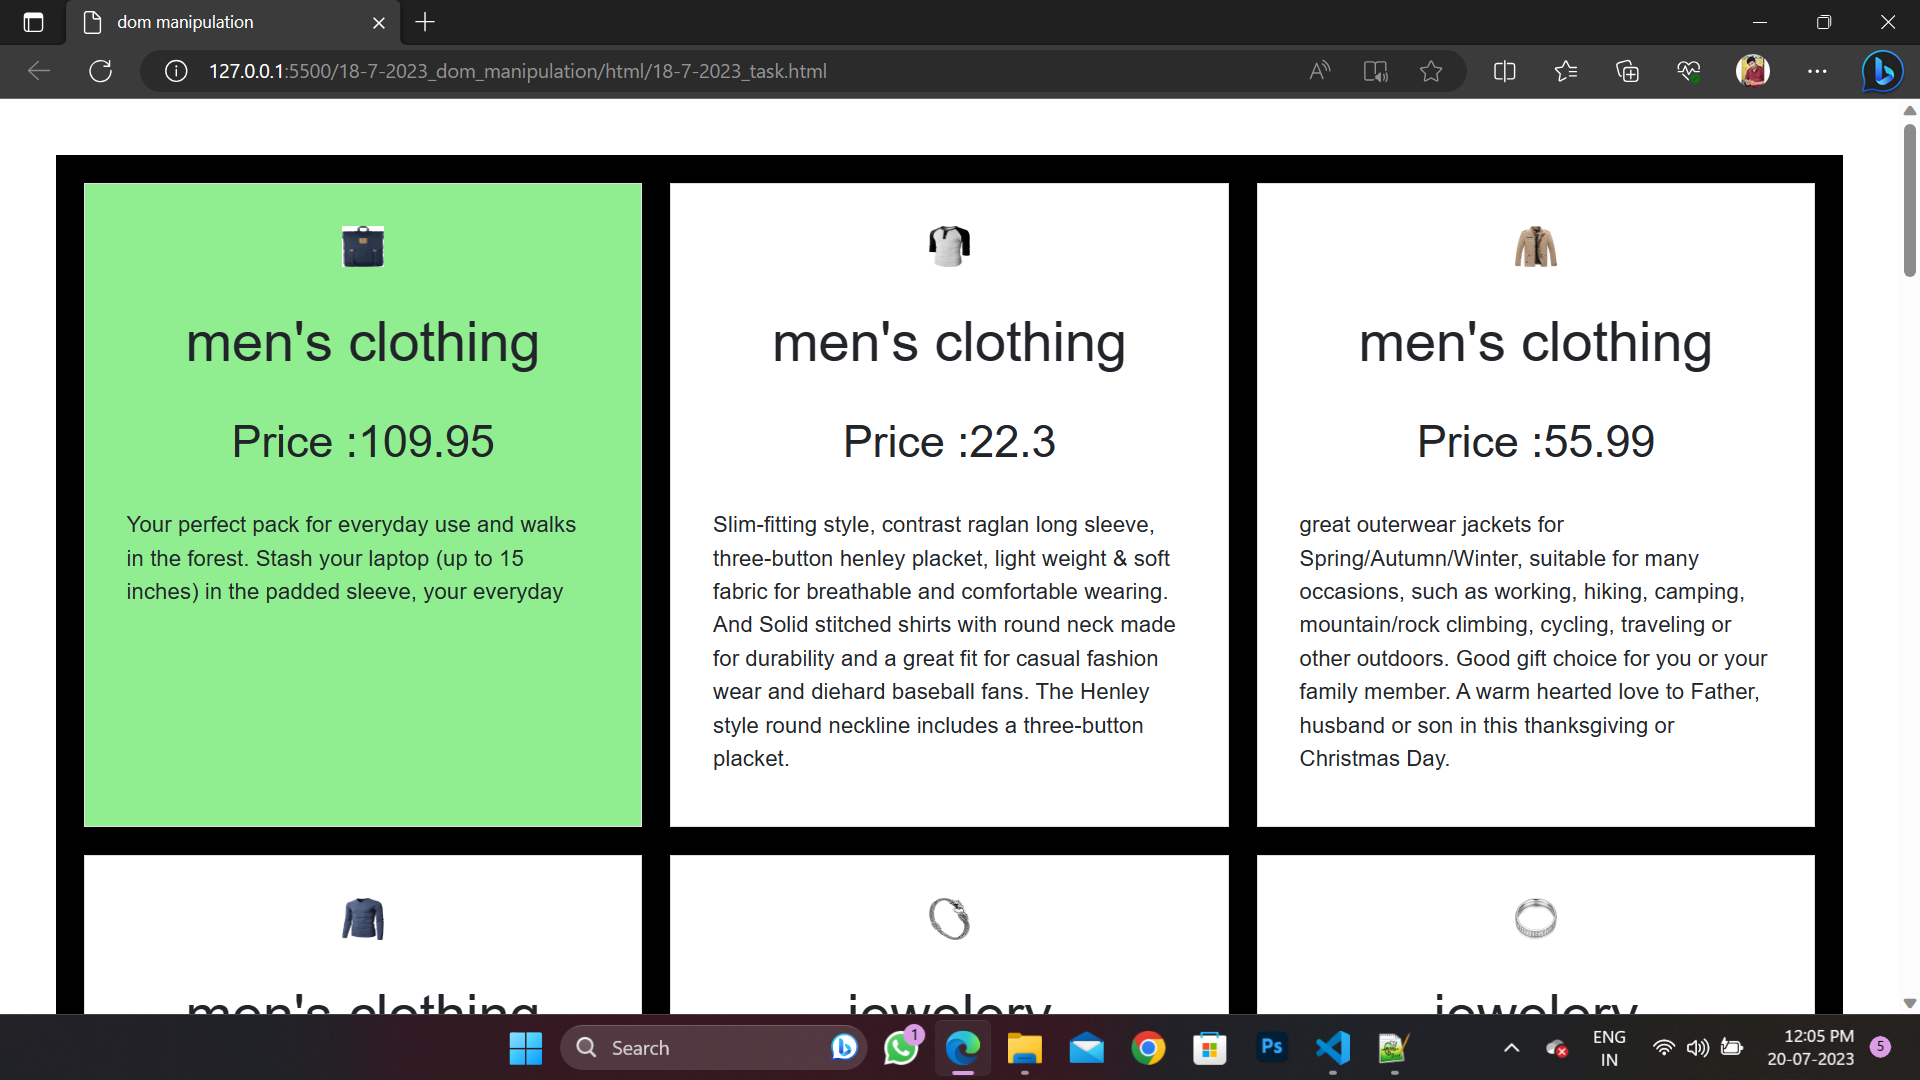 dom manipulation
127.0.0.1:5500/18-7-2023_dom_manipulation/html/18-7-2023_task.html
men's clothing
Price :109.95
Your perfect pack for everyday use and walks
in the forest. Stash your laptop (up to 15
inches) in the padded sleeve, your everyday
men's clothing
Price :22.3
Slim-fitting style, contrast raglan long sleeve,
three-button henley placket, light weight & soft
fabric for breathable and comfortable wearing.
And Solid stitched shirts with round neck made
for durability and a great fit for casual fashion
wear and diehard baseball fans. The Henley
style round neckline includes a three-button
placket.
men's clothing
Price :55.99
great outerwear jackets for
Spring/Autumn/Winter, suitable for many
occasions, such as working, hiking, camping,
mountain/rock climbing, cycling, traveling or
other outdoors. Good gift choice for you or your
family member. A warm hearted love to Father,
husband or son in this thanksgiving or
Christmas Day.
men's clothing
jewelery
jewelery
Search
1
Ps
ENG
IN
12:05 PM
20-07-2023
5